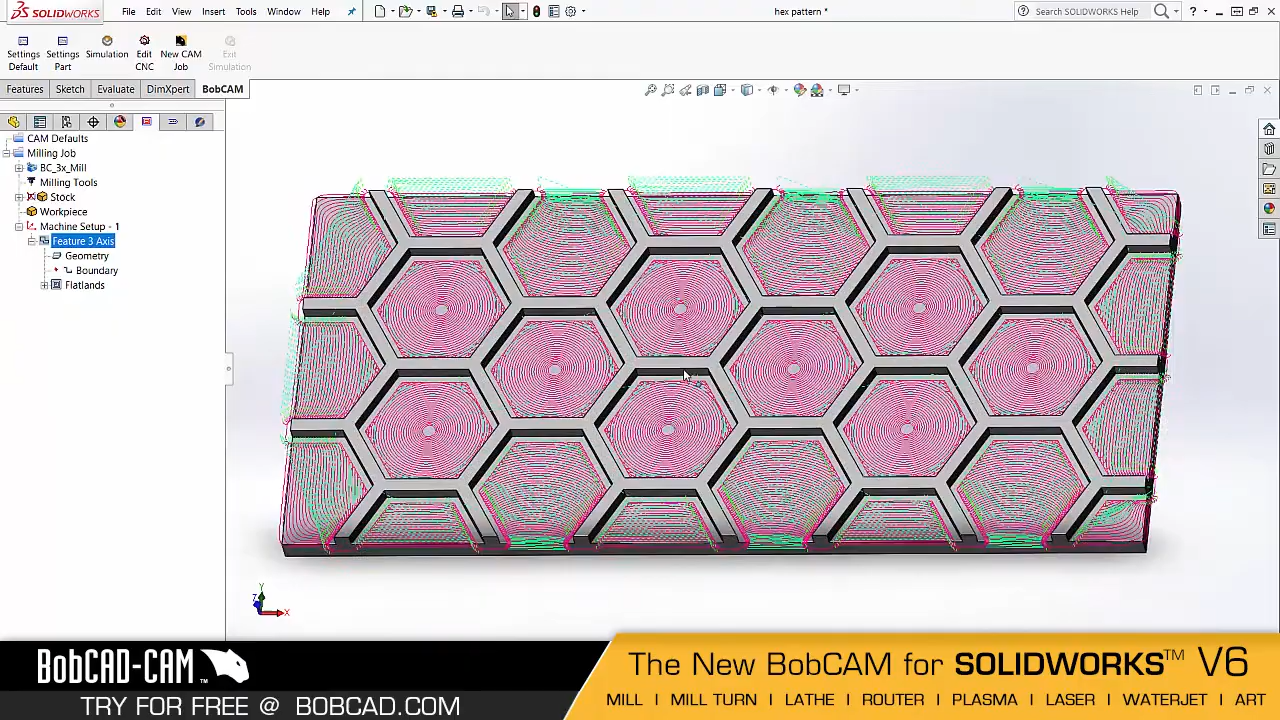 SOLIDWORKS
File
Edit
View
Insert
Tools
Window
Help
hex pattern *
Search SOLIDWORKS Help
?
Settings Default
Settings Part
Simulation
Edit CNC
New CAM Job
Exit Simulation
Features
Sketch
Evaluate
DimXpert
BobCAM
CAM Defaults
Milling Job
BC_3x_Mill
Milling Tools
Stock
Workpiece
Machine Setup - 1
Feature 3 Axis
Geometry
Boundary
Flatlands
Y
Z
X
BobCAD-CAM™
TRY FOR FREE @ BOBCAD.COM
The New BobCAM for SOLIDWORKS™ V6
MILL | MILL TURN | LATHE | ROUTER | PLASMA | LASER | WATERJET | ART